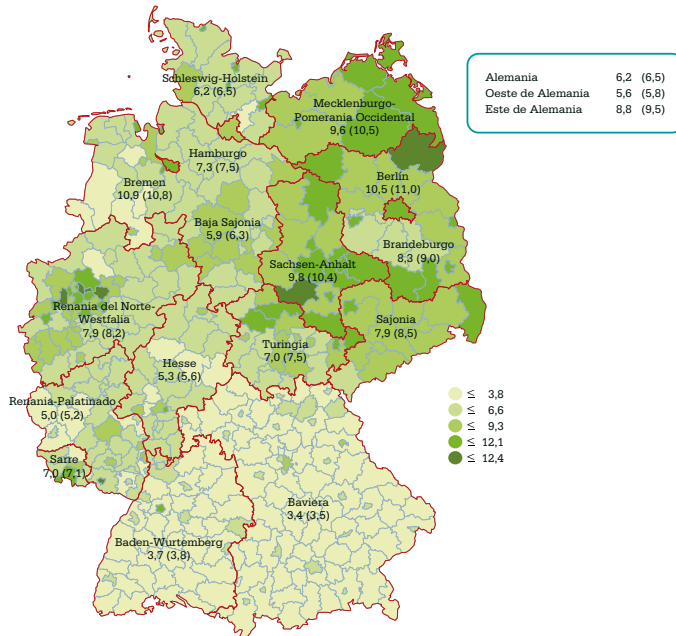 Alemania 6,2 (6,5)
Oeste de Alemania 5,6 (5,8)
Este de Alemania 8,8 (9,5)
Schleswig-Holstein
6,2 (6,5)
Mecklenburgo-
Pomerania Occidental
9,6 (10,5)
Hamburgo
7,3 (7,5)
Bremen
10,9 (10,8)
Berlín
10,5 (11,0)
Baja Sajonia
5,9 (6,3)
Brandeburgo
8,3 (9,0)
Sachsen-Anhalt
9,8 (10,4)
Renania del Norte-
Westfalia
7,9 (8,2)
Sajonia
7,9 (8,5)
Turingia
7,0 (7,5)
Hesse
5,3 (5,6)
Renania-Palatinado
5,0 (5,2)
Sarre
7,0 (7,1)
Baviera
3,4 (3,5)
Baden-Wurtemberg
3,7 (3,8)
≤ 3,8
≤ 6,6
≤ 9,3
≤ 12,1
≤ 12,4